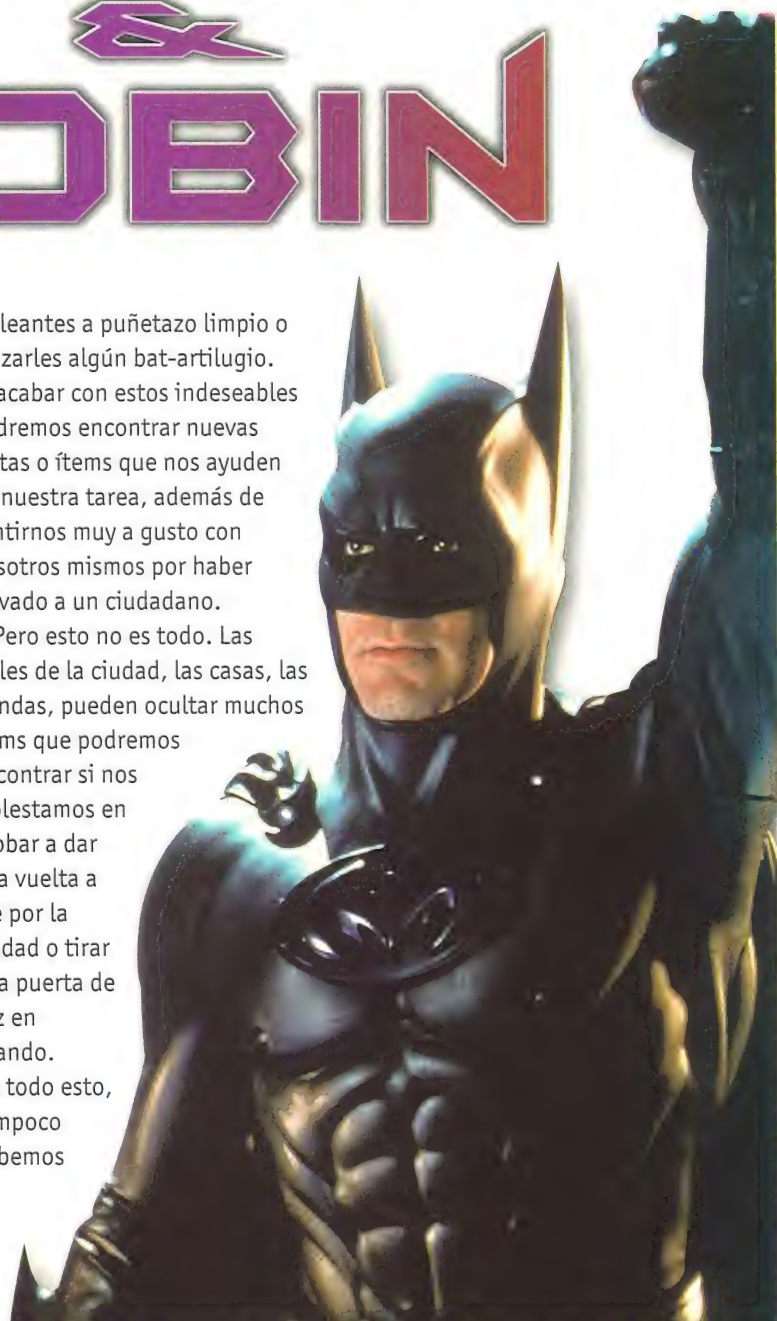 &
OBIN
leantes a puñetazo limpio o
zarles algún bat-artilugio.
acabar con estos indeseables
dremos encontrar nuevas
tas o ítems que nos ayuden
nuestra tarea, además de
ntirnos muy a gusto con
sotros mismos por haber
vado a un ciudadano.
Pero esto no es todo. Las
les de la ciudad, las casas, las
ndas, pueden ocultar muchos
ms que podremos
contrar si nos
olestamos en
obar a dar
a vuelta a
e por la
dad o tirar
a puerta de
z en
ando.
todo esto,
mpoco
bemos